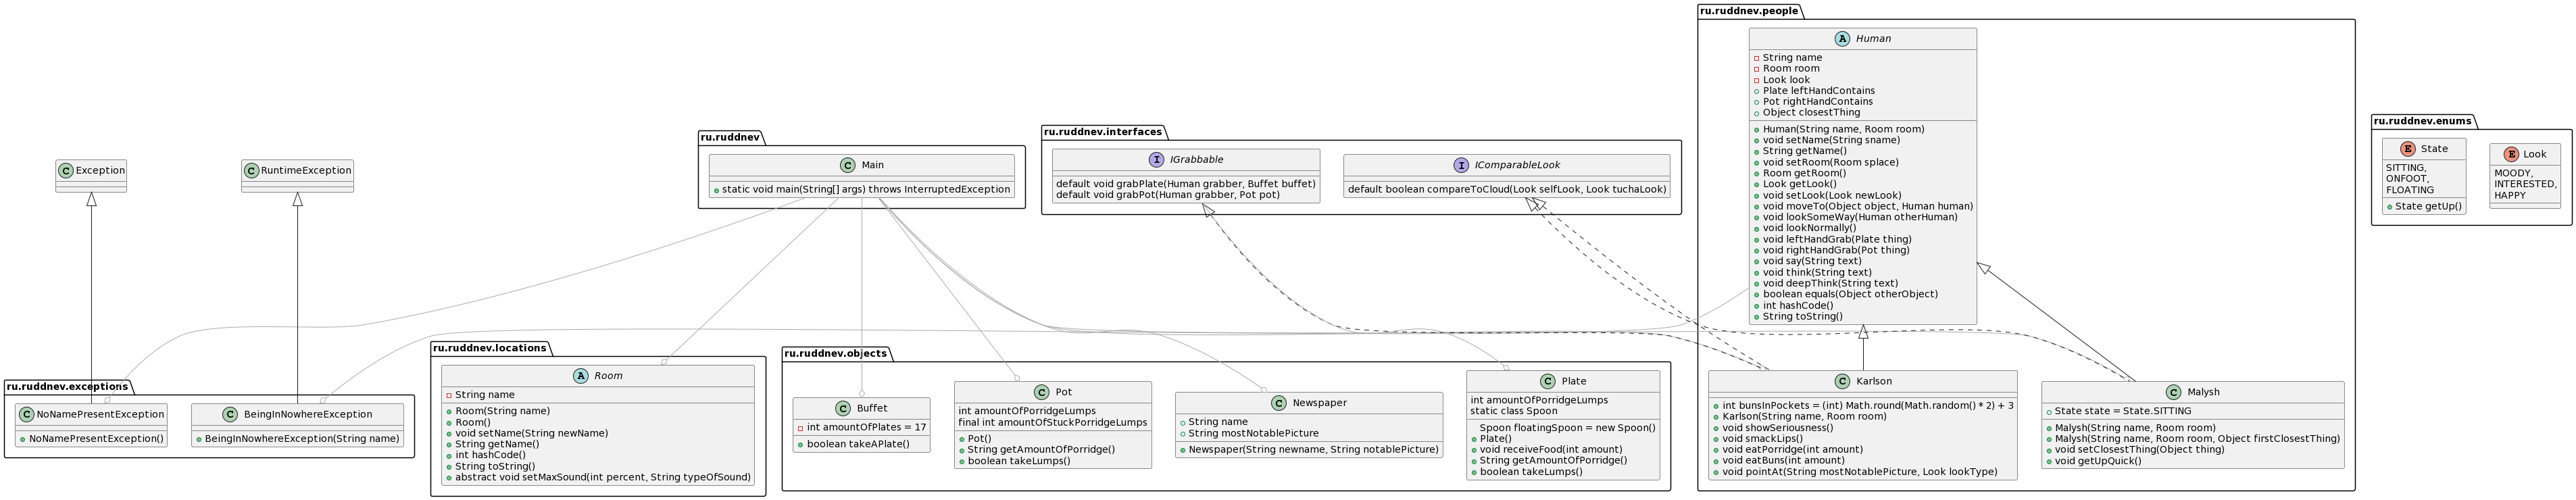 ru.ruddnev.people
A Human
String name
Room room
Look look
Plate leftHandContains
Pot rightHandContains
Object closestThing
Human(String name, Room room)
void setName(String sname)
String getName()
void setRoom(Room splace)
Room getRoom()
Look getLook()
void setLook(Look newLook)
void moveTo(Object object, Human human)
void lookSomeWay(Human otherHuman)
void lookNormally()
void leftHandGrab(Plate thing)
void rightHandGrab(Pot thing)
void say(String text)
void think(String text)
void deepThink(String text)
boolean equals(Object otherObject)
int hashCode()
String toString()
ru.ruddnev.enums
E State
SITTING,
ONFOOT,
FLOATING
State getUp()
E Look
MOODY,
INTERESTED,
HAPPY
ru.ruddnev.interfaces
I IGrabbable
default void grabPlate(Human grabber, Buffet buffet)
default void grabPot(Human grabber, Pot pot)
I IComparableLook
default boolean compareToCloud(Look selfLook, Look tuchaLook)
ru.ruddnev
C Main
static void main(String[] args) throws InterruptedException
C Exception
C RuntimeException
ru.ruddnev.exceptions
C NoNamePresentException
NoNamePresentException()
C BeingInNowhereException
BeingInNowhereException(String name)
ru.ruddnev.locations
A Room
String name
Room(String name)
Room()
void setName(String newName)
String getName()
int hashCode()
String toString()
abstract void setMaxSound(int percent, String typeOfSound)
ru.ruddnev.objects
C Buffet
int amountOfPlates = 17
boolean takeAPlate()
C Pot
int amountOfPorridgeLumps
final int amountOfStuckPorridgeLumps
Pot()
String getAmountOfPorridge()
boolean takeLumps()
C Newspaper
String name
String mostNotablePicture
Newspaper(String newname, String notablePicture)
C Plate
int amountOfPorridgeLumps
static class Spoon
Spoon floatingSpoon = new Spoon()
Plate()
void receiveFood(int amount)
String getAmountOfPorridge()
boolean takeLumps()
C Karlson
int bunsInPockets = (int) Math.round(Math.random() * 2) + 3
Karlson(String name, Room room)
void showSeriousness()
void smackLips()
void eatPorridge(int amount)
void eatBuns(int amount)
void pointAt(String mostNotablePicture, Look lookType)
C Malysh
State state = State.SITTING
Malysh(String name, Room room)
Malysh(String name, Room room, Object firstClosestThing)
void setClosestThing(Object thing)
void getUpQuick()